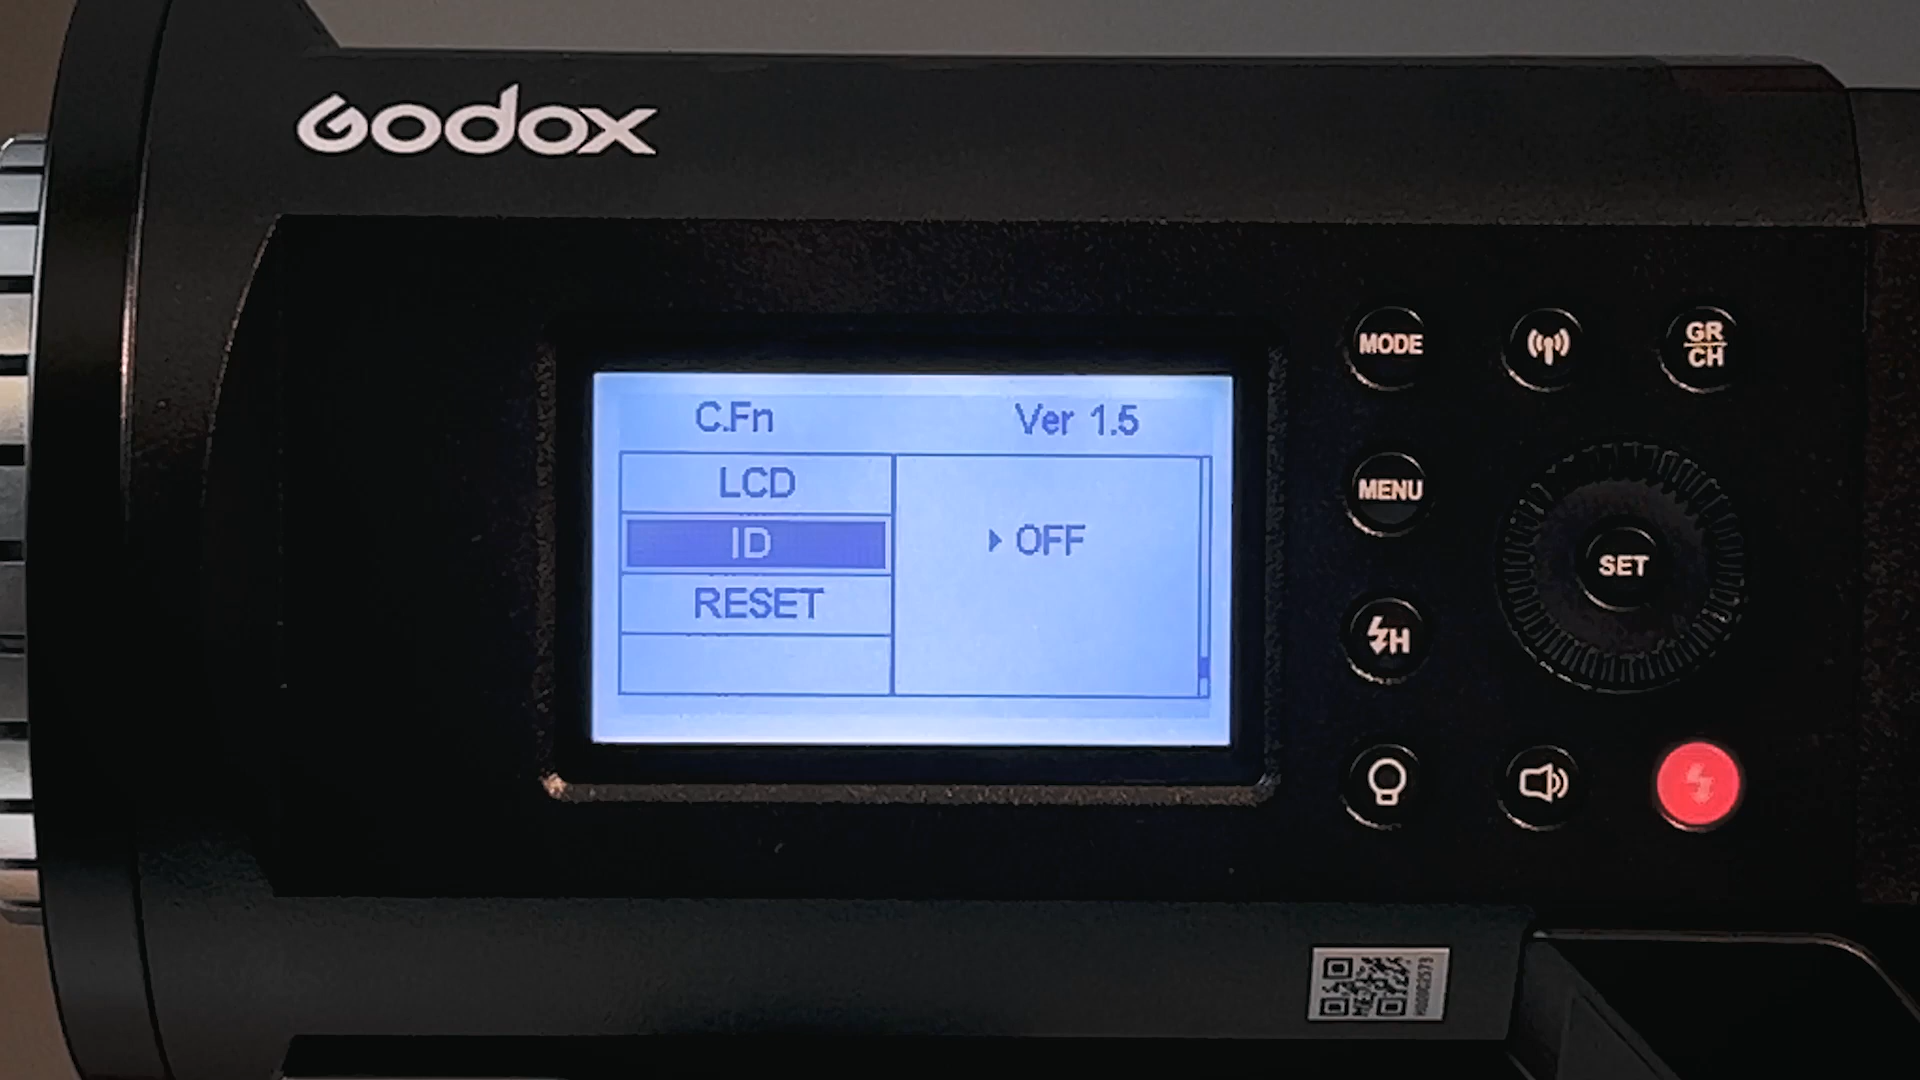 Godox
C.Fn Ver 1.5
LCD
ID
OFF
RESET
MODE
GR
CH
MENU
SET
H